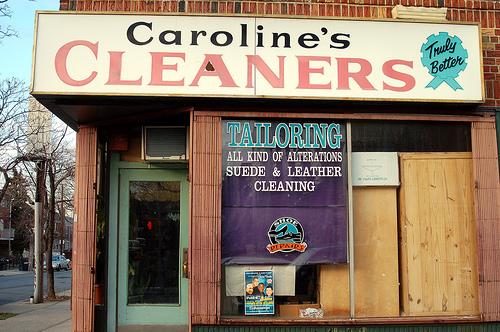 Caroline's
CLEANERS
Truly
Better
TAILORING
ALL KIND OF ALTERATIONS
SUEDE & LEATHER
CLEANING
SHOE
REPAIRS